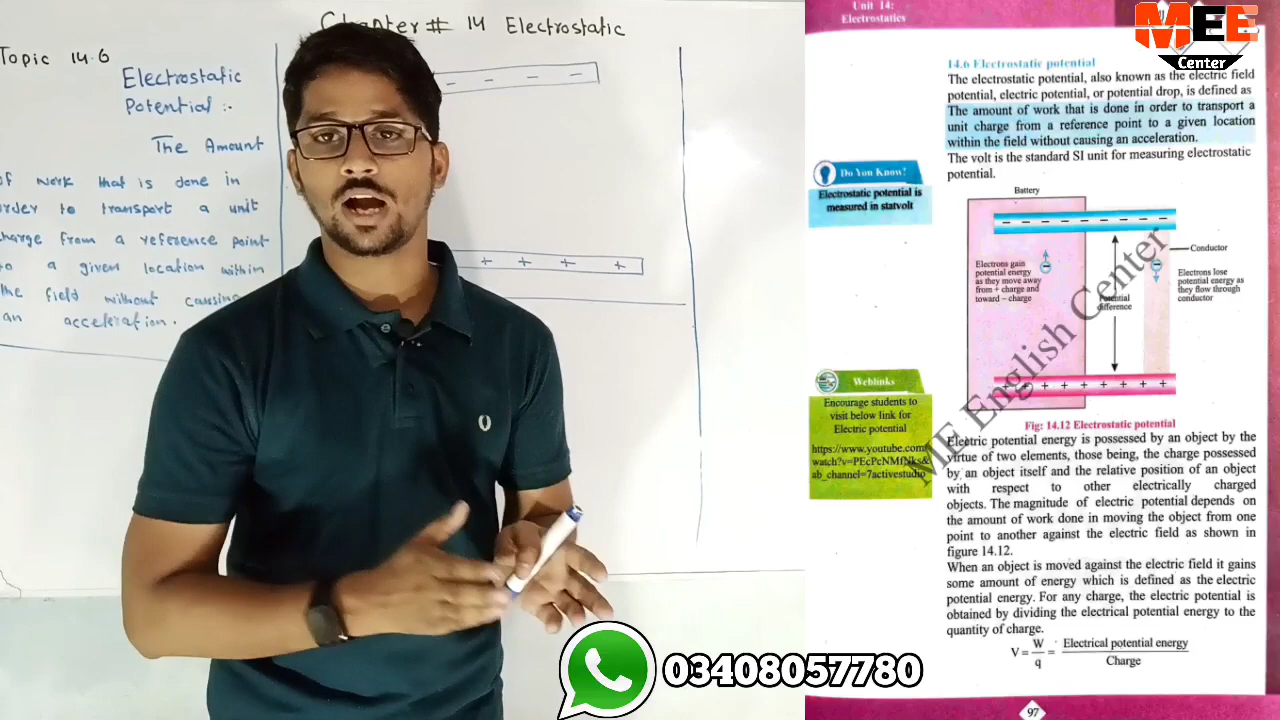 Chapter # 14 Electrostatic
Topic 14.6
Electrostatic
Potential :-
The Amount
of work that is done in
order to transport a unit
charge from a reference point
to a given location within
the field without causing
an acceleration.
- - - -
+ + + +
Unit 14:
Electrostatics
MEE
Center
14.6 Electrostatic potential
The electrostatic potential, also known as the electric field
potential, electric potential, or potential drop, is defined as
The amount of work that is done in order to transport a
unit charge from a reference point to a given location
within the field without causing an acceleration.
The volt is the standard SI unit for measuring electrostatic
potential.
Do You Know!
Electrostatic potential is
measured in statvolt
Battery
Conductor
Electrons gain
potential energy
as they move away
from + charge and
toward – charge
Potential
difference
Electrons lose
potential energy as
they flow through
conductor
ME English Center
Fig: 14.12 Electrostatic potential
Weblinks
Encourage students to
visit below link for
Electric potential
https://www.youtube.com/
watch?v=PEcPcNMfNks&
ab_channel=7activestudio
Electric potential energy is possessed by an object by the
virtue of two elements, those being, the charge possessed
by an object itself and the relative position of an object
with respect to other electrically charged
objects. The magnitude of electric potential depends on
the amount of work done in moving the object from one
point to another against the electric field as shown in
figure 14.12.
When an object is moved against the electric field it gains
some amount of energy which is defined as the electric
potential energy. For any charge, the electric potential is
obtained by dividing the electrical potential energy to the
quantity of charge.
V = W/q = Electrical potential energy / Charge
03408057780
97